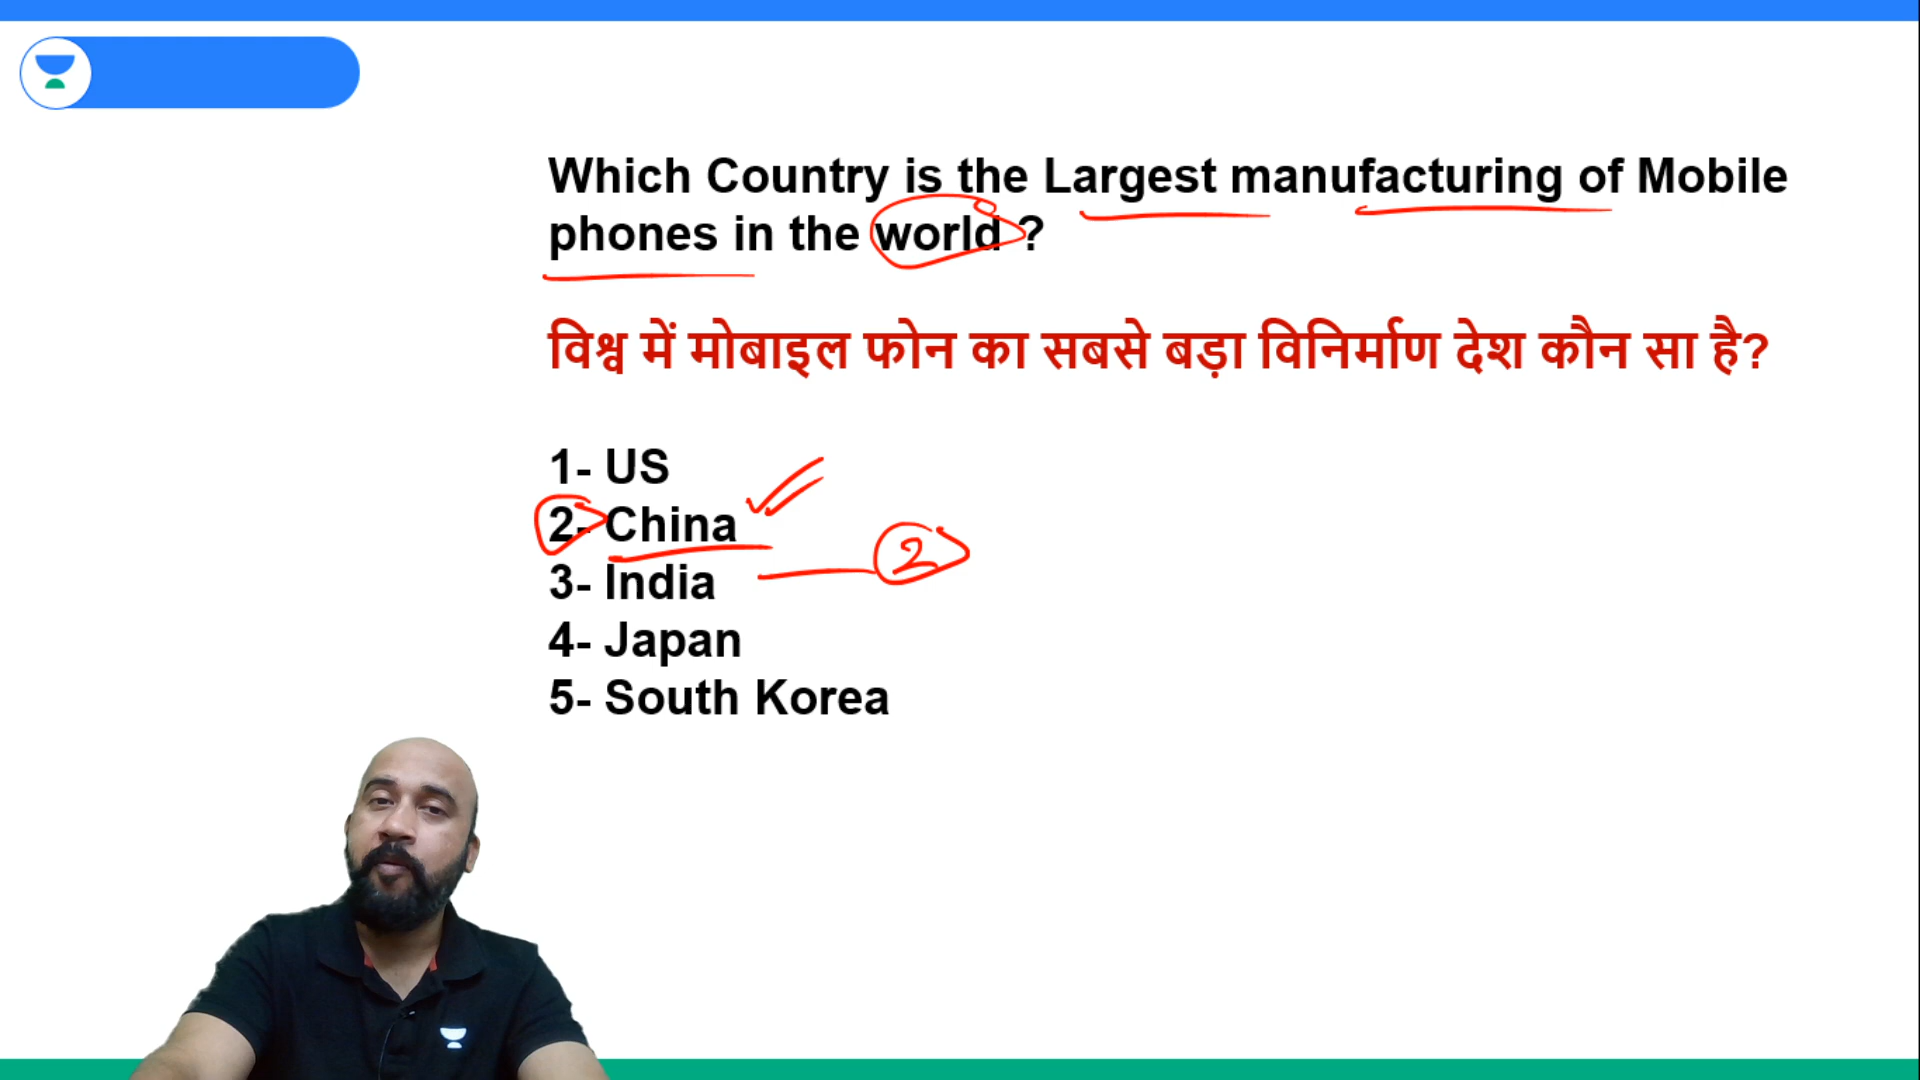 Which Country is the Largest manufacturing of Mobile
phones in the world ?
विश्व में मोबाइल फोन का सबसे बड़ा विनिर्माण देश कौन सा है?
1- US
2- China
3- India 2
4- Japan
5- South Korea